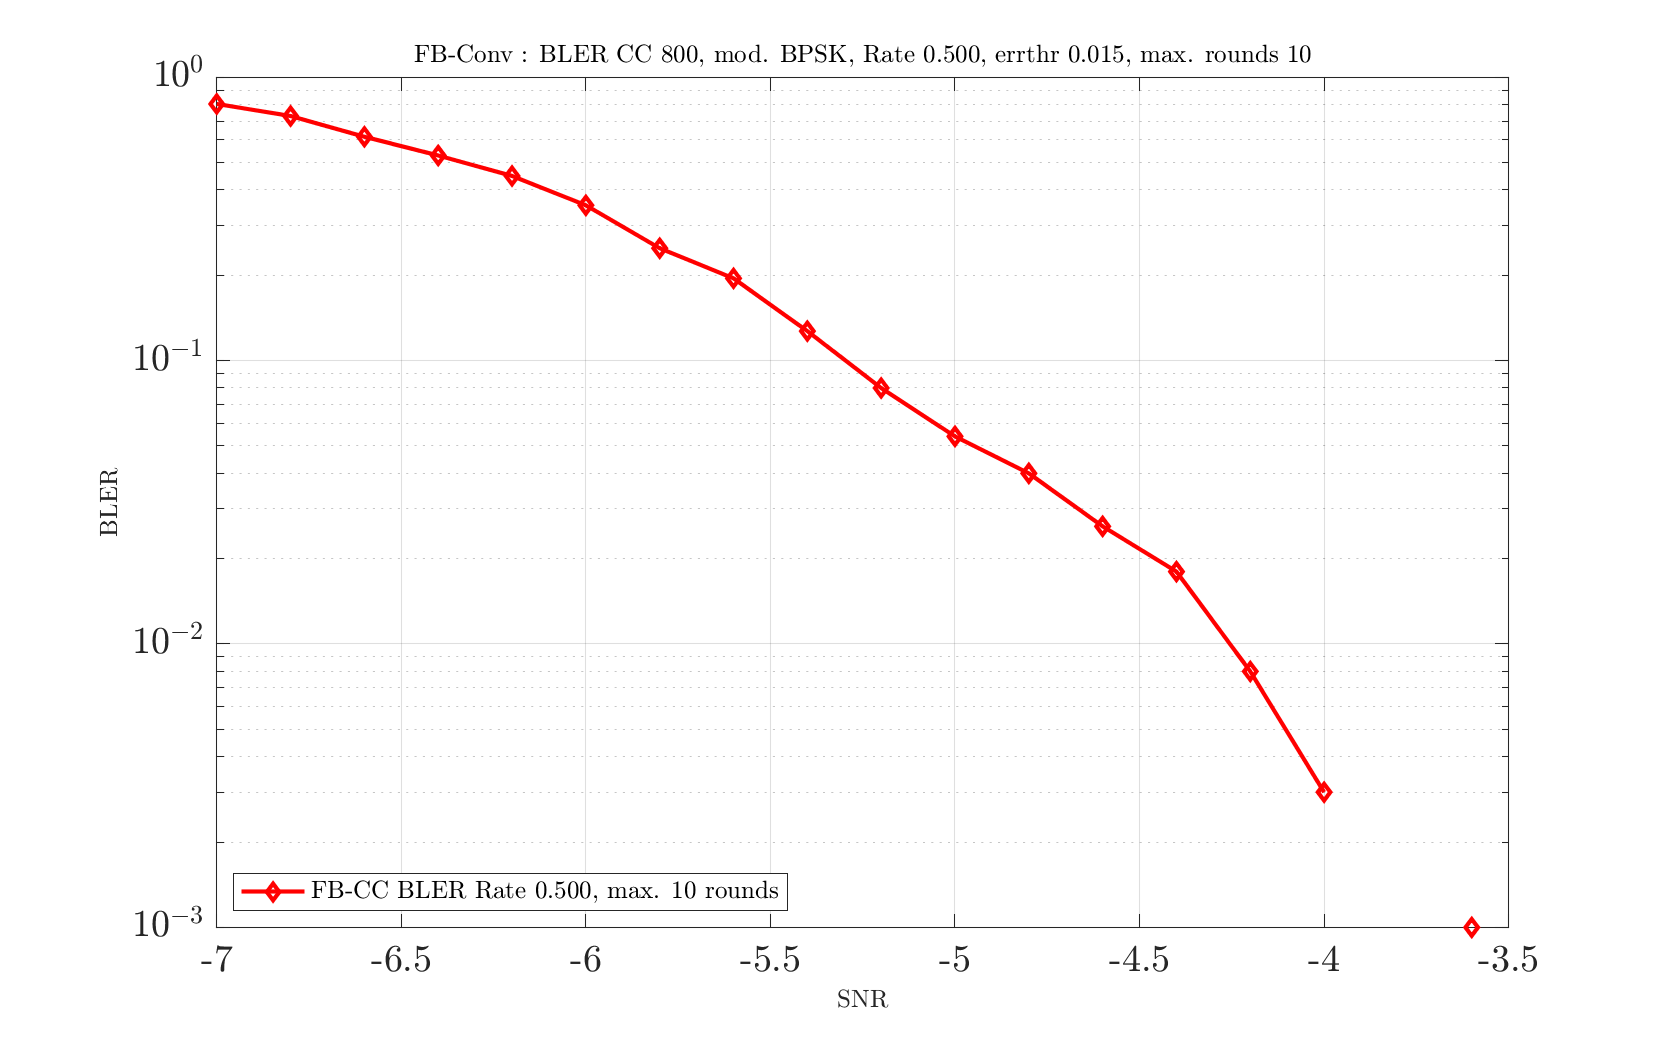 FB-Conv : BLER CC 800, mod. BPSK, Rate 0.500, errthr 0.015, max. rounds 10
10⁰
10⁻¹
10⁻²
10⁻³
BLER
FB-CC BLER Rate 0.500, max. 10 rounds
-7 -6.5 -6 -5.5 -5 -4.5 -4 -3.5
SNR